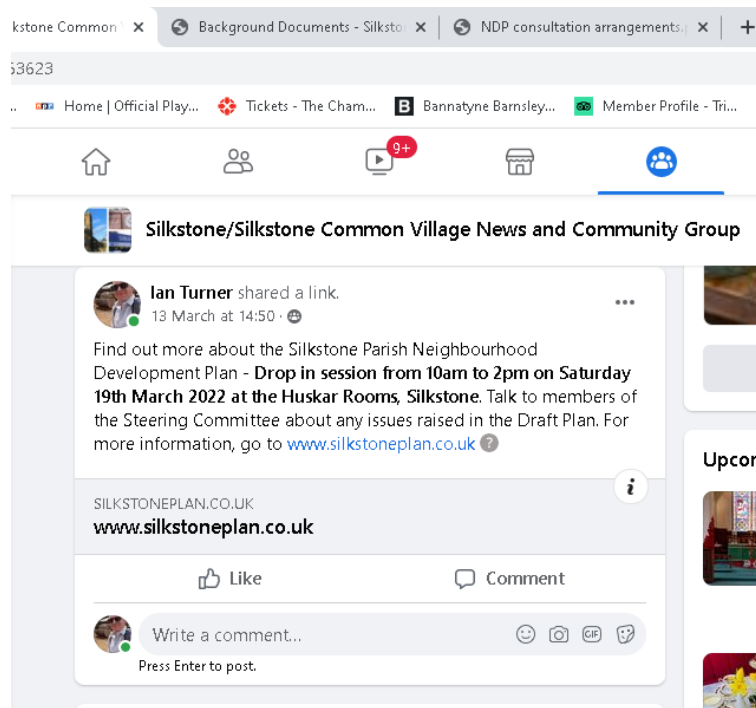 kstone Common
Background Documents - Silksto
NDP consultation arrangements.
53623
...
Home | Official Play...
Tickets - The Cham...
B
Bannatyne Barnsley...
Member Profile - Tri...
9+
Silkstone/Silkstone Common Village News and Community Group
Ian Turner shared a link.
13 March at 14:50 ·
Find out more about the Silkstone Parish Neighbourhood
Development Plan - Drop in session from 10am to 2pm on Saturday
19th March 2022 at the Huskar Rooms, Silkstone. Talk to members of
the Steering Committee about any issues raised in the Draft Plan. For
more information, go to www.silkstoneplan.co.uk ?
i
SILKSTONEPLAN.CO.UK
www.silkstoneplan.co.uk
Like
Comment
Write a comment...
GIF
Press Enter to post.
Upcor